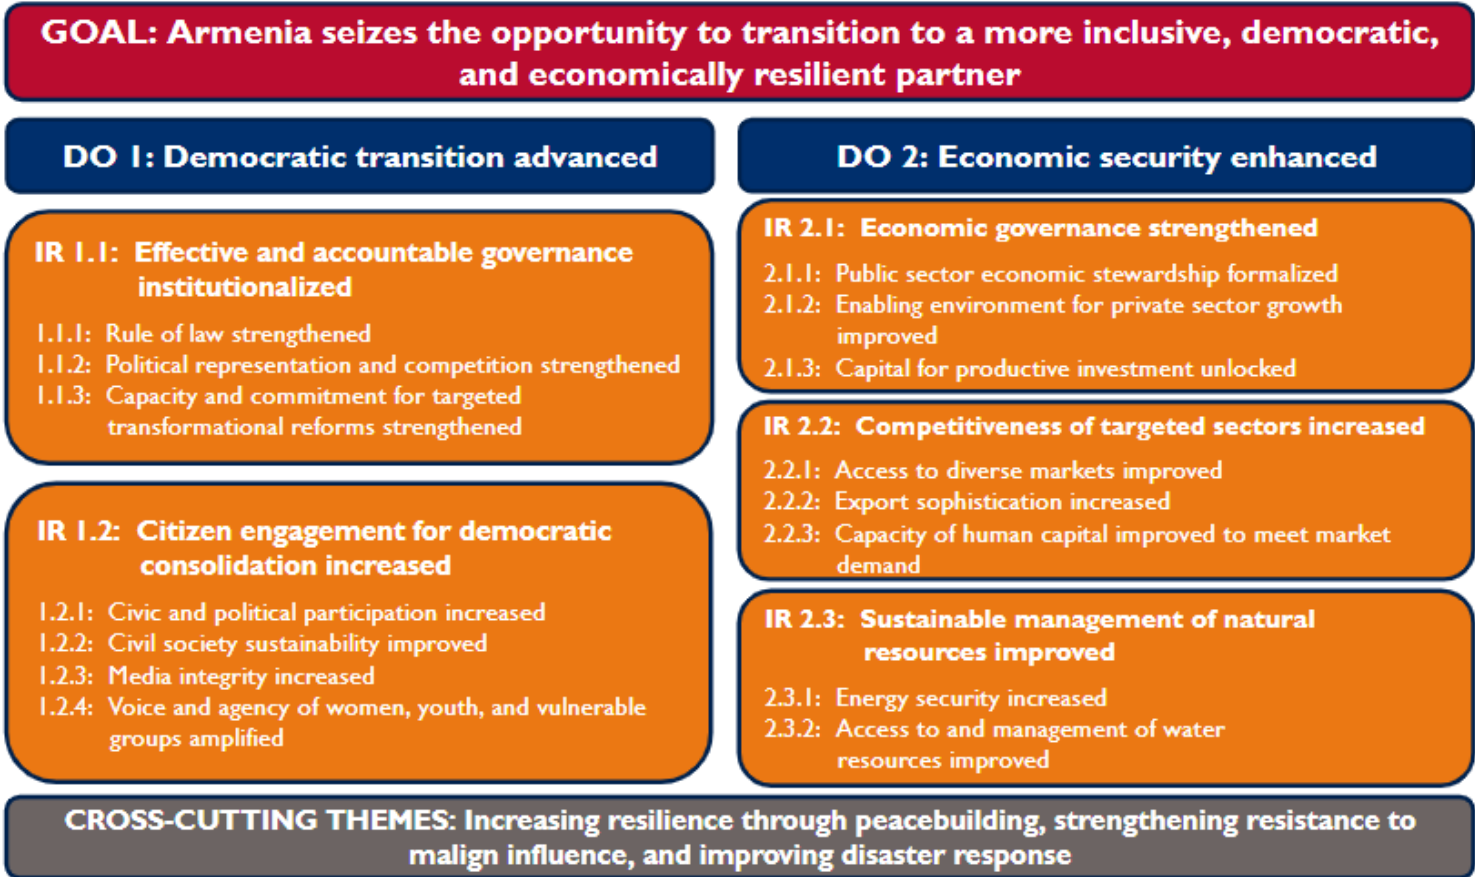 GOAL: Armenia seizes the opportunity to transition to a more inclusive, democratic,
and economically resilient partner
DO 1: Democratic transition advanced
IR 1.1: Effective and accountable governance
institutionalized
1.1.1: Rule of law strengthened
1.1.2: Political representation and competition strengthened
1.1.3: Capacity and commitment for targeted
transformational reforms strengthened
IR 1.2: Citizen engagement for democratic
consolidation increased
1.2.1: Civic and political participation increased
1.2.2: Civil society sustainability improved
1.2.3: Media integrity increased
1.2.4: Voice and agency of women, youth, and vulnerable
groups amplified
DO 2: Economic security enhanced
IR 2.1: Economic governance strengthened
2.1.1: Public sector economic stewardship formalized
2.1.2: Enabling environment for private sector growth
improved
2.1.3: Capital for productive investment unlocked
IR 2.2: Competitiveness of targeted sectors increased
2.2.1: Access to diverse markets improved
2.2.2: Export sophistication increased
2.2.3: Capacity of human capital improved to meet market
demand
IR 2.3: Sustainable management of natural
resources improved
2.3.1: Energy security increased
2.3.2: Access to and management of water
resources improved
CROSS-CUTTING THEMES: Increasing resilience through peacebuilding, strengthening resistance to
malign influence, and improving disaster response